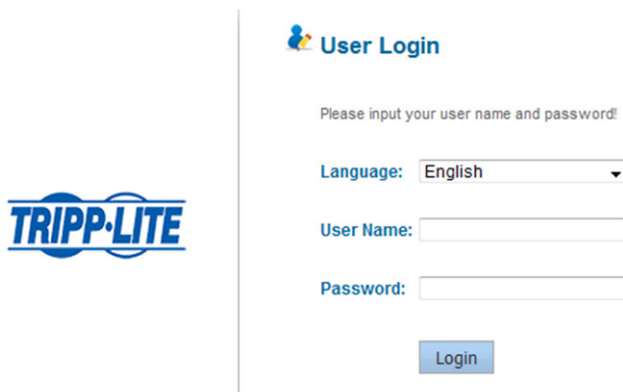 User Login
Please input your user name and password!
Language: English
TRIPP·LITE
User Name:
Password:
Login